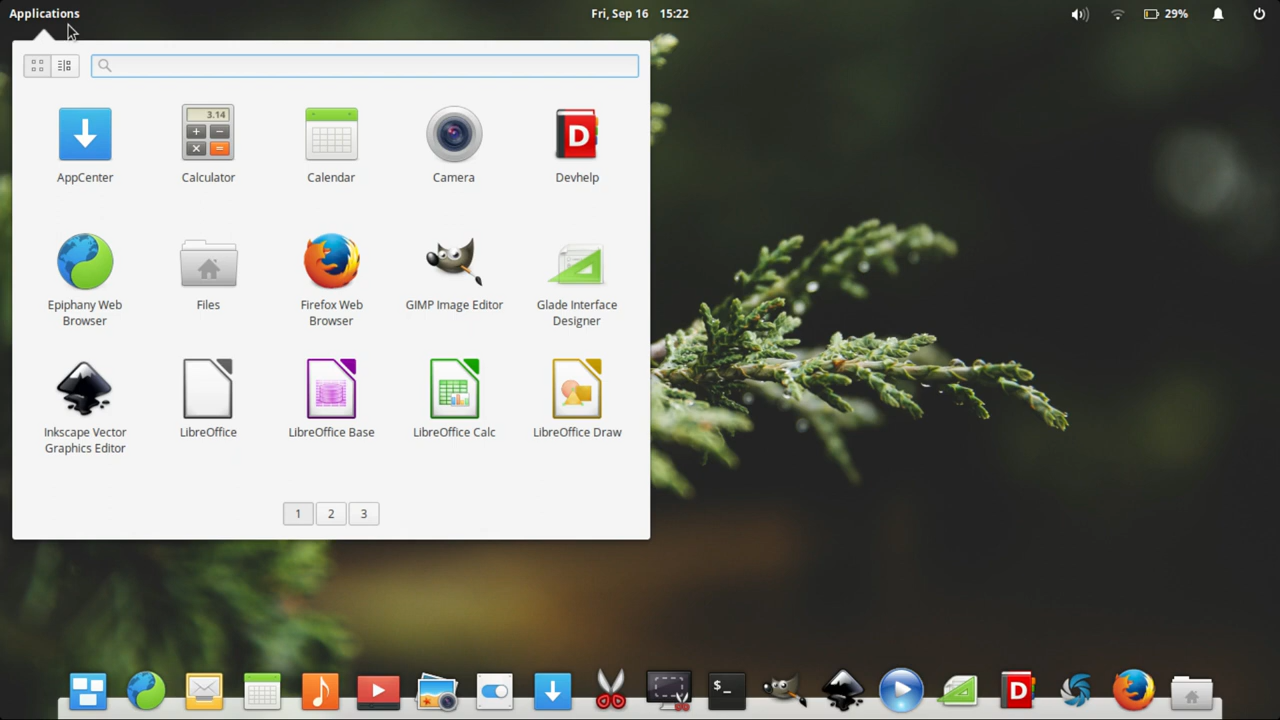 Applications
Fri, Sep 16 15:22
29%
3.14
AppCenter
Calculator
Calendar
Camera
D
Devhelp
Epiphany Web
Browser
Files
Firefox Web
Browser
GIMP Image Editor
Glade Interface
Designer
Inkscape Vector
Graphics Editor
LibreOffice
LibreOffice Base
LibreOffice Calc
LibreOffice Draw
1 2 3
$_
D